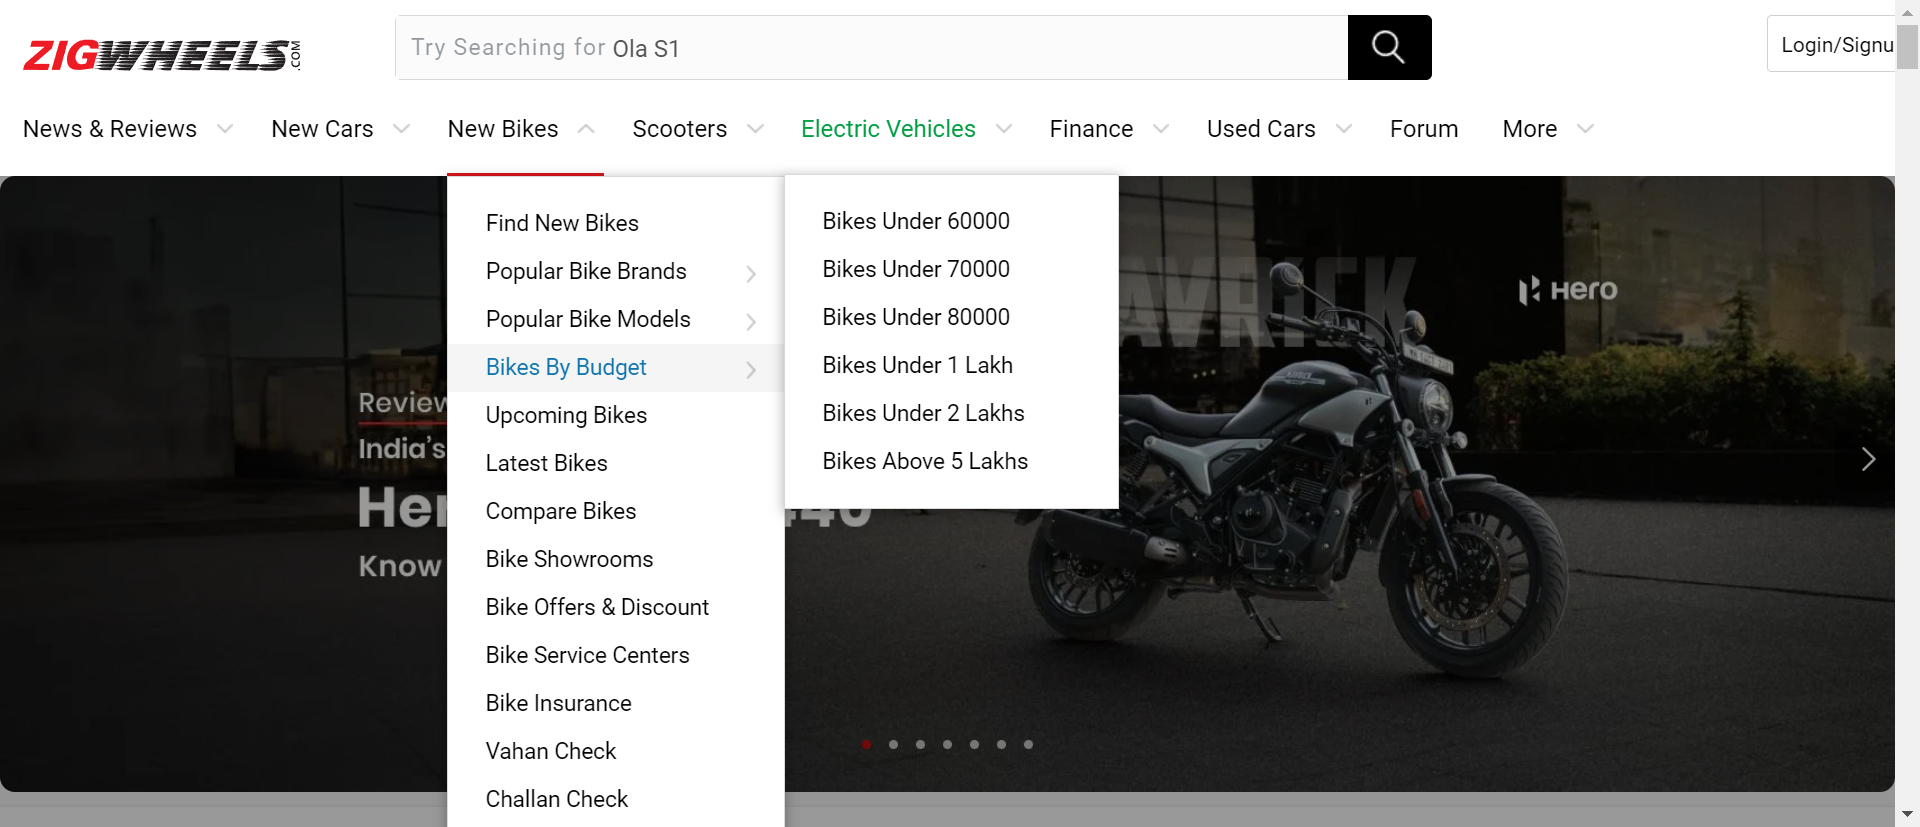 ZIGWHEELS.COM
Try Searching for Ola S1
Login/Signu
News & Reviews
New Cars
New Bikes
Scooters
Electric Vehicles
Finance
Used Cars
Forum
More
Find New Bikes
Popular Bike Brands
Popular Bike Models
Bikes By Budget
Upcoming Bikes
Latest Bikes
Compare Bikes
Bike Showrooms
Bike Offers & Discount
Bike Service Centers
Bike Insurance
Vahan Check
Challan Check
Bikes Under 60000
Bikes Under 70000
Bikes Under 80000
Bikes Under 1 Lakh
Bikes Under 2 Lakhs
Bikes Above 5 Lakhs
Review
India's
Her 440
Know
AVRICK
Hero